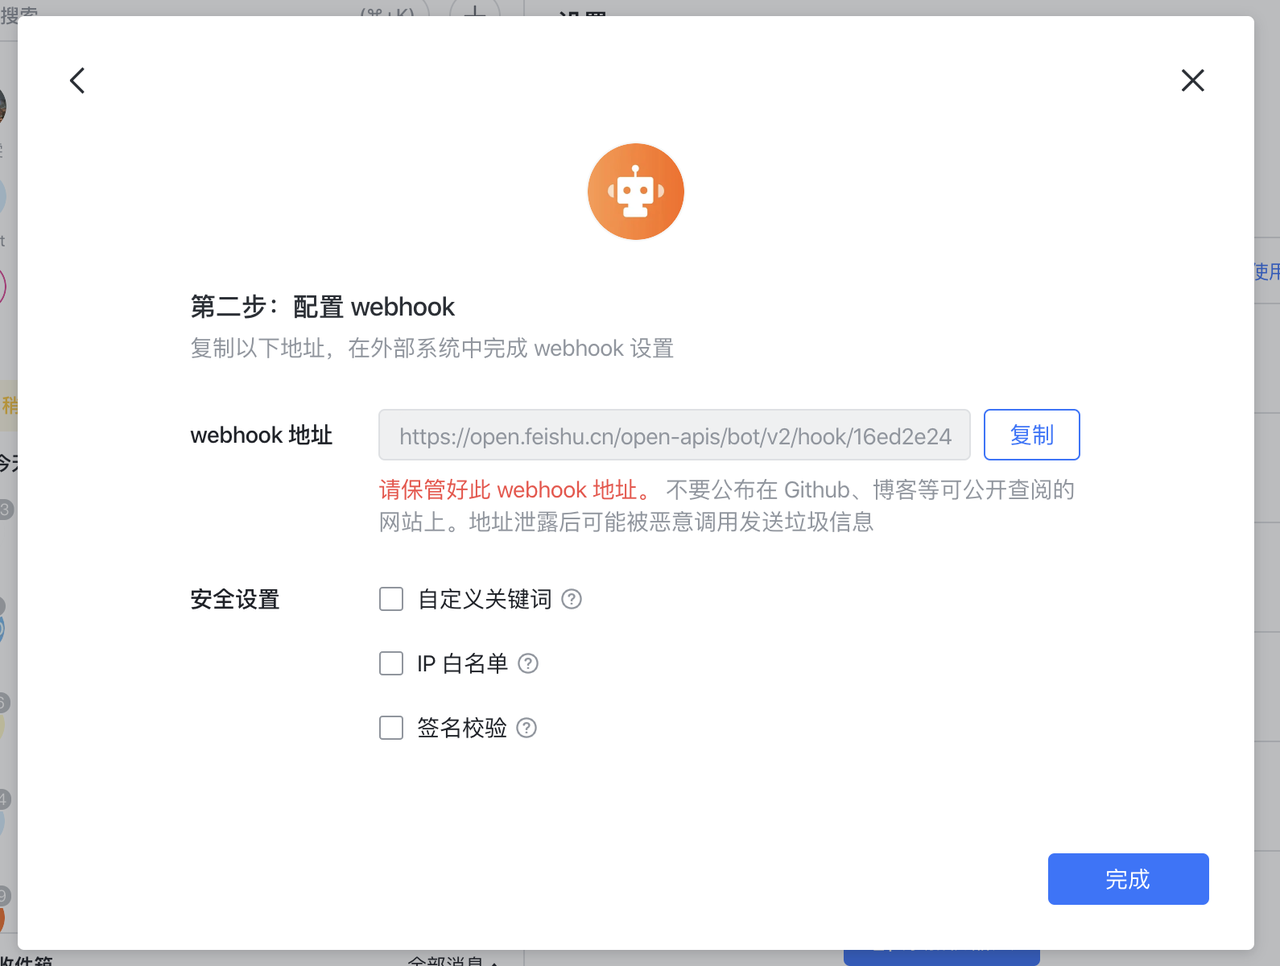 搜索 (⌘+K)
第二步：配置 webhook
复制以下地址，在外部系统中完成 webhook 设置
webhook 地址 https://open.feishu.cn/open-apis/bot/v2/hook/16ed2e24 复制
请保管好此 webhook 地址。 不要公布在 Github、博客等可公开查阅的
网站上。地址泄露后可能被恶意调用发送垃圾信息
安全设置 自定义关键词
IP 白名单
签名校验
完成
使用